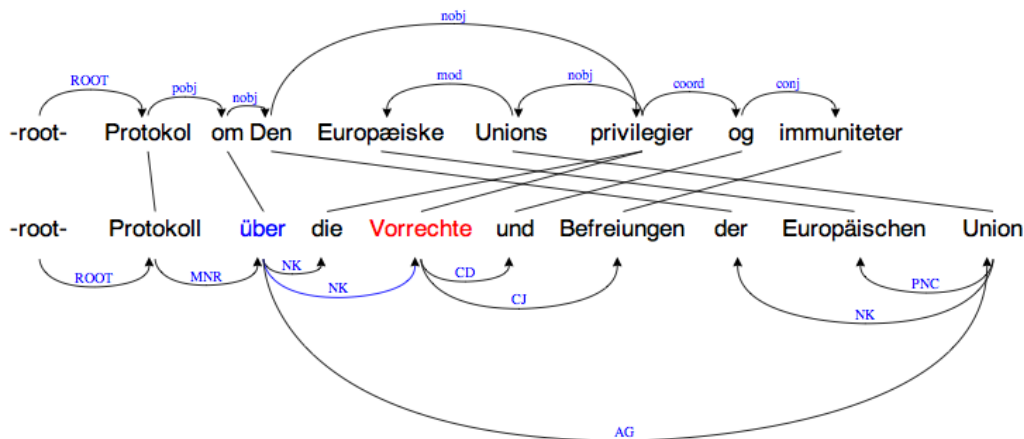 nobj
ROOT pobj nobj mod nobj coord conj
-root- Protokol om Den Europæiske Unions privilegier og immuniteter
-root- Protokoll über die Vorrechte und Befreiungen der Europäischen Union
ROOT MNR NK NK CD CJ NK PNC
AG